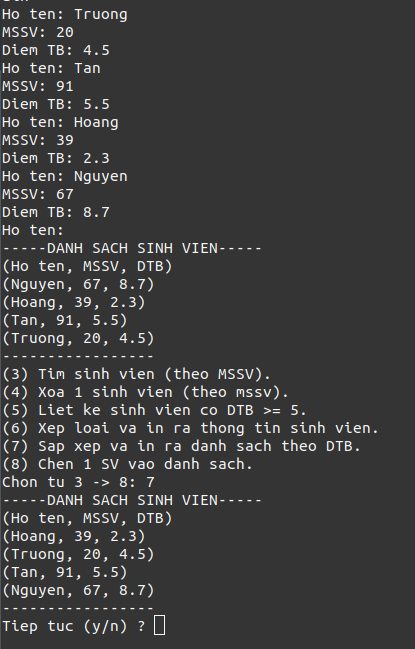 Ho ten: Truong
MSSV: 20
Diem TB: 4.5
Ho ten: Tan
MSSV: 91
Diem TB: 5.5
Ho ten: Hoang
MSSV: 39
Diem TB: 2.3
Ho ten: Nguyen
MSSV: 67
Diem TB: 8.7
Ho ten:
-----DANH SACH SINH VIEN-----
(Ho ten, MSSV, DTB)
(Nguyen, 67, 8.7)
(Hoang, 39, 2.3)
(Tan, 91, 5.5)
(Truong, 20, 4.5)
-----------------
(3) Tim sinh vien (theo MSSV).
(4) Xoa 1 sinh vien (theo mssv).
(5) Liet ke sinh vien co DTB >= 5.
(6) Xep loai va in ra thong tin sinh vien.
(7) Sap xep va in ra danh sach theo DTB.
(8) Chen 1 SV vao danh sach.
Chon tu 3 -> 8: 7
-----DANH SACH SINH VIEN-----
(Ho ten, MSSV, DTB)
(Hoang, 39, 2.3)
(Truong, 20, 4.5)
(Tan, 91, 5.5)
(Nguyen, 67, 8.7)
-----------------
Tiep tuc (y/n) ?